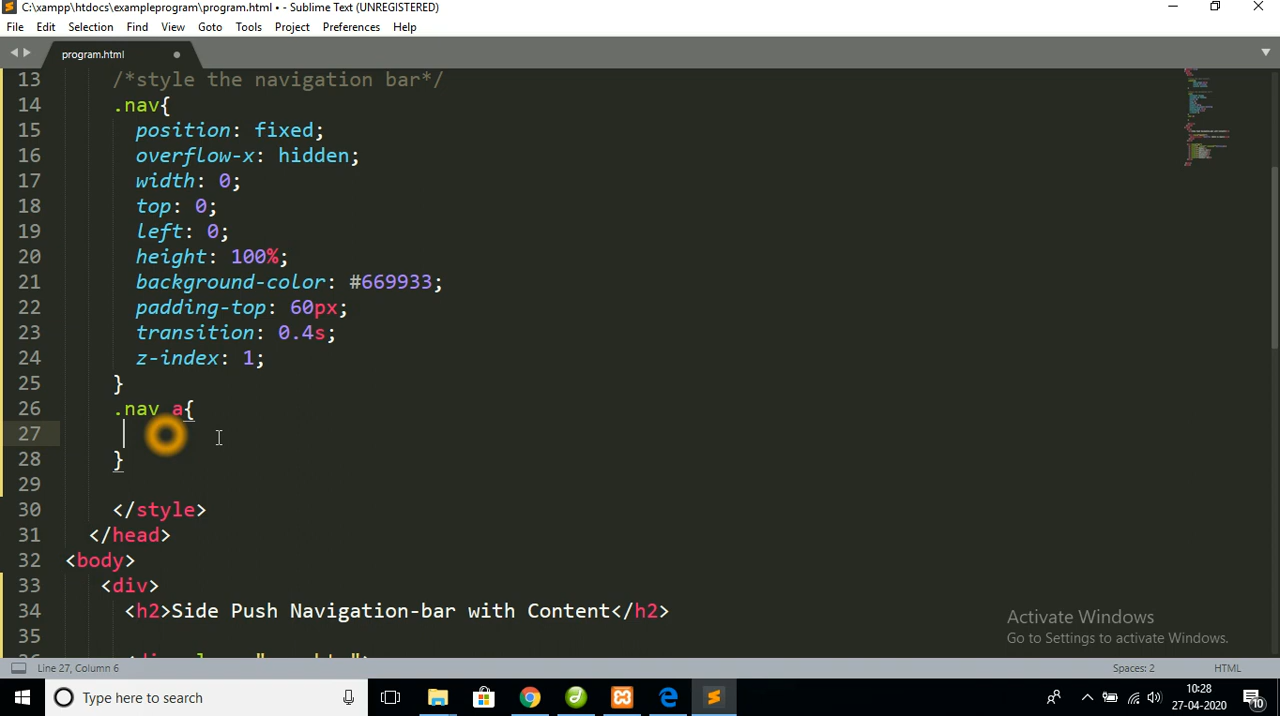 C:\xampp\htdocs\exampleprogram\program.html • - Sublime Text (UNREGISTERED)
File Edit Selection Find View Goto Tools Project Preferences Help
program.html
13 /*style the navigation bar*/
14 .nav{
15 position: fixed;
16 overflow-x: hidden;
17 width: 0;
18 top: 0;
19 left: 0;
20 height: 100%;
21 background-color: #669933;
22 padding-top: 60px;
23 transition: 0.4s;
24 z-index: 1;
25 }
26 .nav a{
27
28 }
29
30 </style>
31 </head>
32 <body>
33 <div>
34 <h2>Side Push Navigation-bar with Content</h2>
35
Activate Windows
Go to Settings to activate Windows.
Line 27, Column 6 Spaces: 2 HTML
Type here to search
10:28
27-04-2020
10